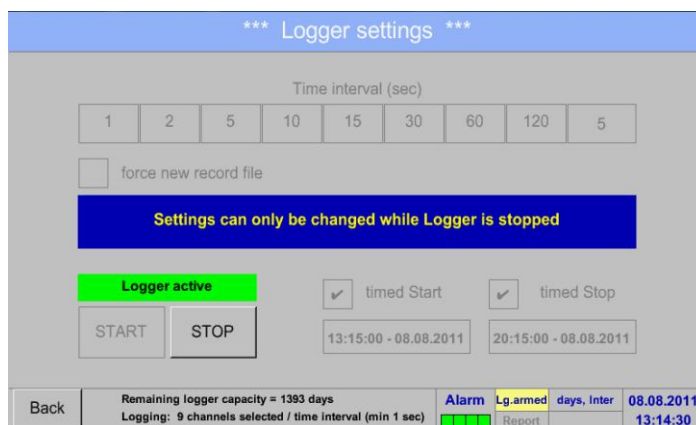 *** Logger settings ***
Time interval (sec)
1 2 5 10 15 30 60 120 5
force new record file
Settings can only be changed while Logger is stopped
Logger active
timed Start timed Stop
START STOP 13:15:00 - 08.08.2011 20:15:00 - 08.08.2011
Back
Remaining logger capacity = 1393 days
Logging: 9 channels selected / time interval (min 1 sec)
Alarm
Lg.armed days, Inter
Report
08.08.2011
13:14:30